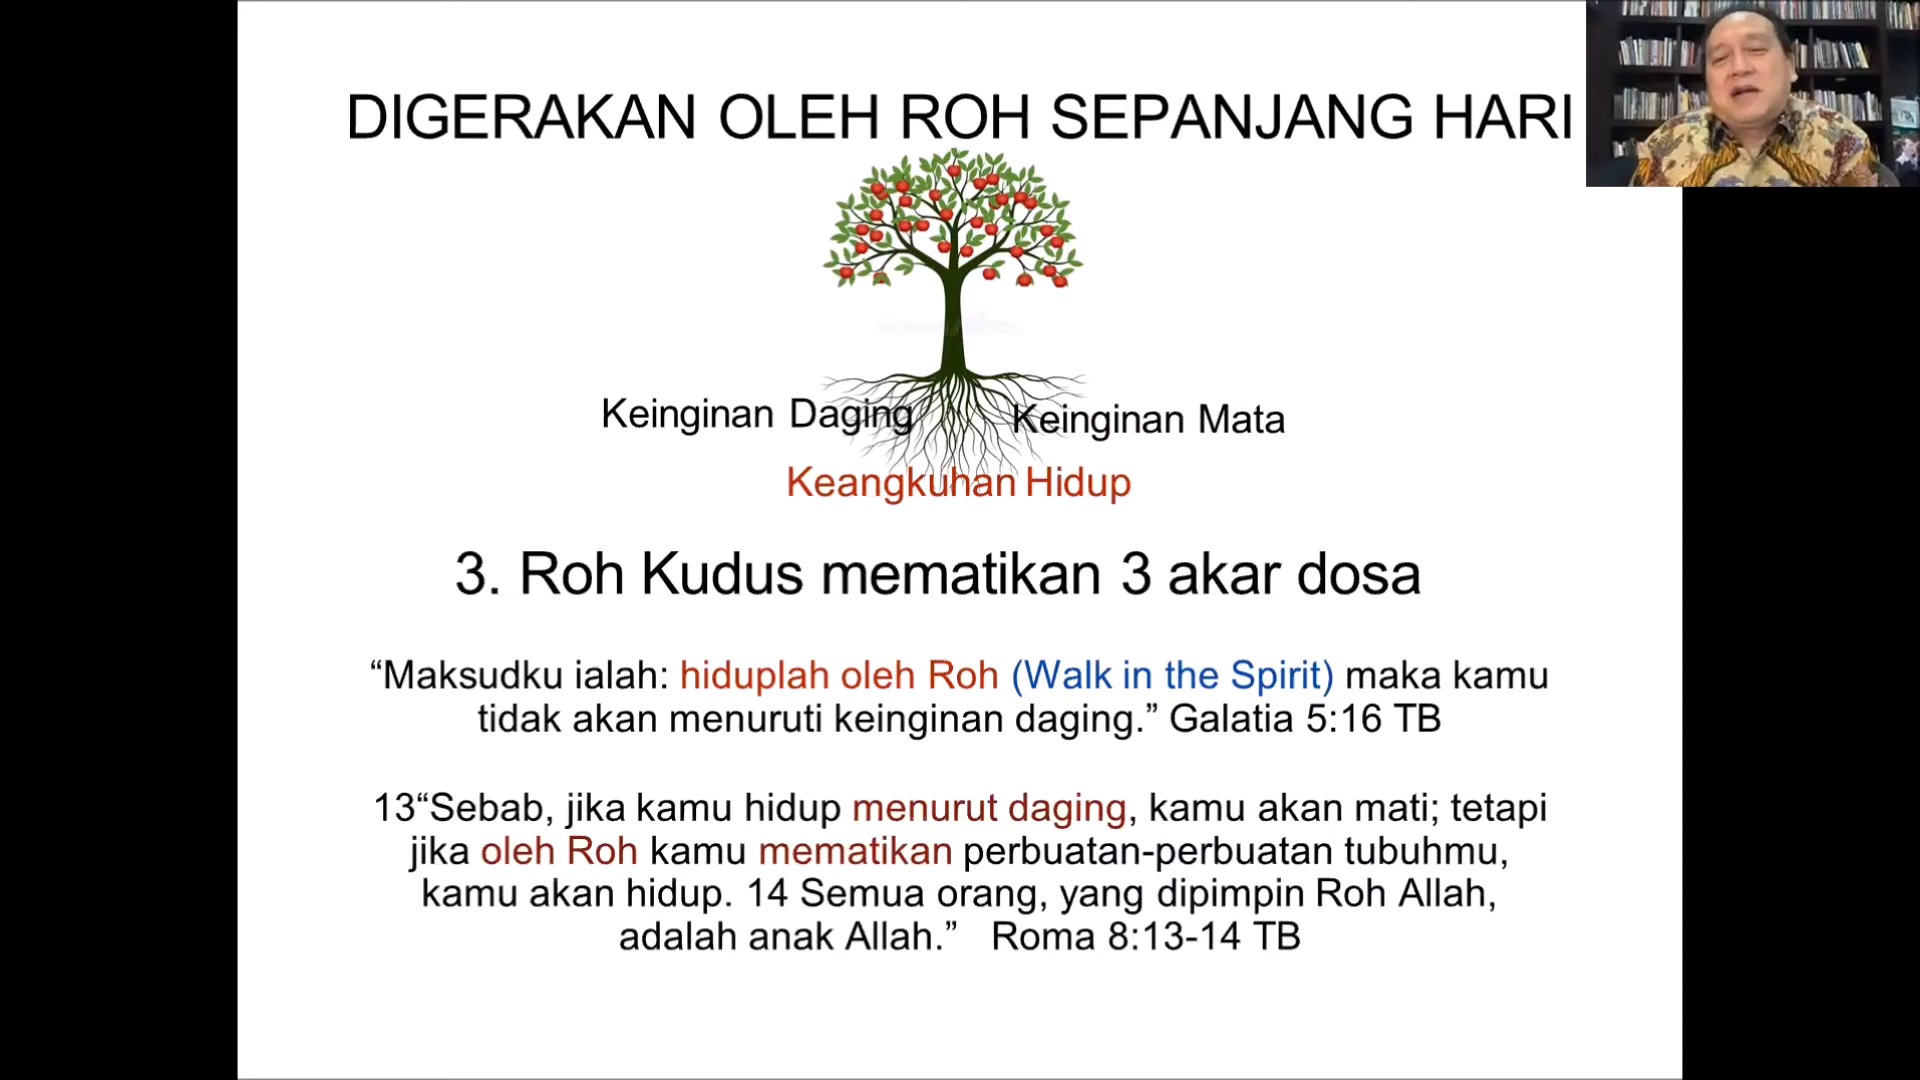 DIGERAKAN OLEH ROH SEPANJANG HARI
Keinginan Daging
Keinginan Mata
Keangkuhan Hidup
3. Roh Kudus mematikan 3 akar dosa
“Maksudku ialah: hiduplah oleh Roh (Walk in the Spirit) maka kamu
tidak akan menuruti keinginan daging.” Galatia 5:16 TB
13“Sebab, jika kamu hidup menurut daging, kamu akan mati; tetapi
jika oleh Roh kamu mematikan perbuatan-perbuatan tubuhmu,
kamu akan hidup. 14 Semua orang, yang dipimpin Roh Allah,
adalah anak Allah.” Roma 8:13-14 TB